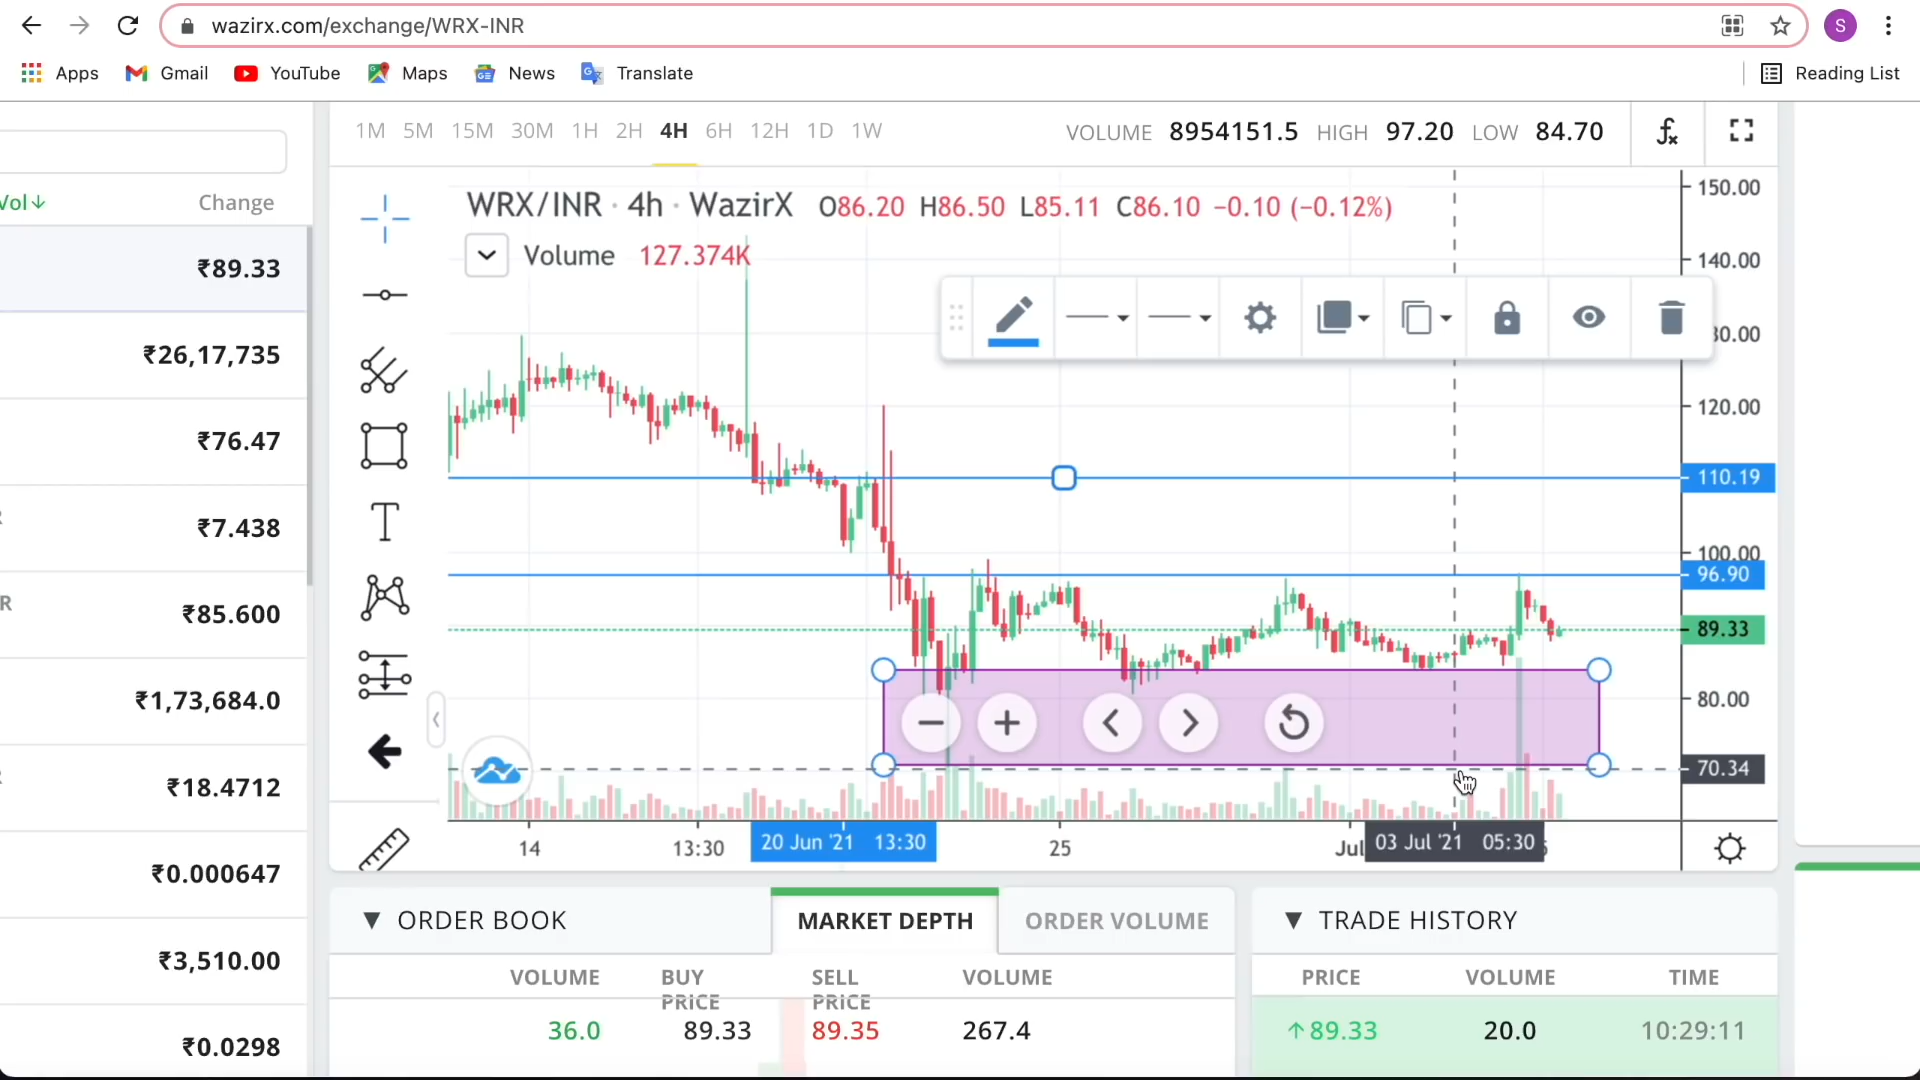 wazirx.com/exchange/WRX-INR
S
Apps Gmail YouTube Maps News Translate Reading List
1M 5M 15M 30M 1H 2H 4H 6H 12H 1D 1W VOLUME 8954151.5 HIGH 97.20 LOW 84.70
Vol↓ Change
₹89.33
₹26,17,735
₹76.47
₹7.438
R ₹85.600
₹1,73,684.0
₹18.4712
₹0.000647
₹3,510.00
₹0.0298
WRX/INR · 4h · WazirX O86.20 H86.50 L85.11 C86.10 −0.10 (−0.12%)
Volume 127.374K
T
150.00
140.00
30.00
120.00
110.19
100.00
96.90
89.33
80.00
70.34
14 13:30 20 Jun '21 13:30 25 Jul 03 Jul '21 05:30
▼ ORDER BOOK MARKET DEPTH ORDER VOLUME
VOLUME BUY PRICE SELL PRICE VOLUME
36.0 89.33 89.35 267.4
▼ TRADE HISTORY
PRICE VOLUME TIME
↑89.33 20.0 10:29:11